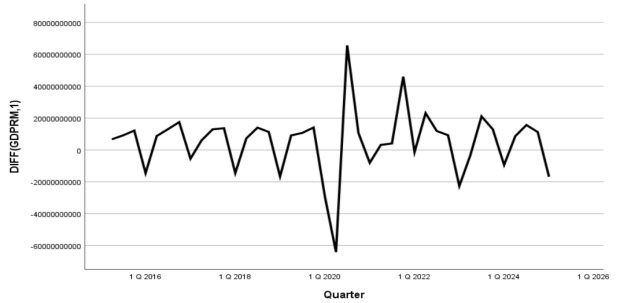 80000000000
60000000000
40000000000
20000000000
0
-20000000000
-40000000000
-60000000000
DIFF(GDPRM,1)
1 Q 2016 1 Q 2018 1 Q 2020 1 Q 2022 1 Q 2024 1 Q 2026
Quarter